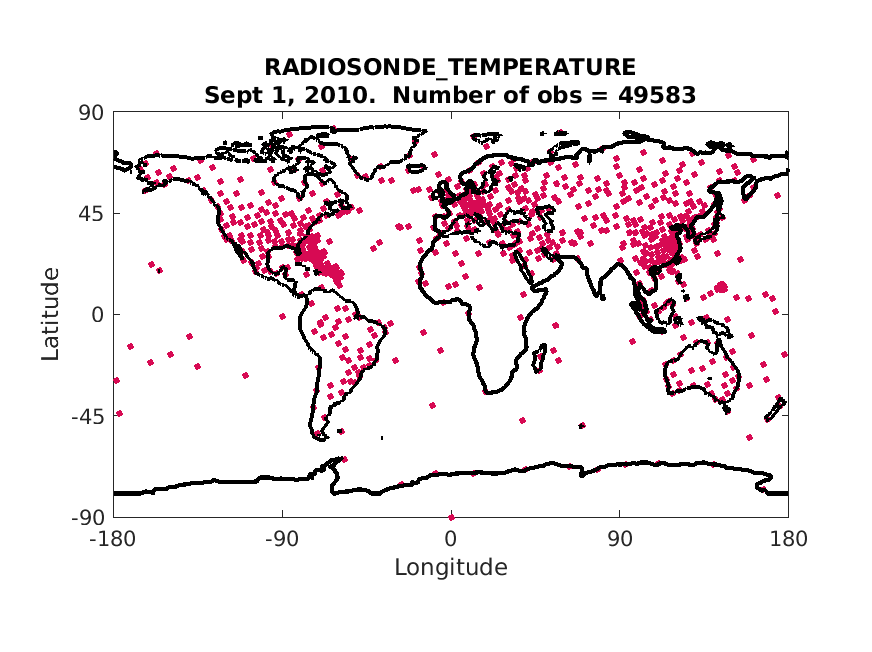 RADIOSONDE_TEMPERATURE
Sept 1, 2010.  Number of obs = 49583
90
45
0
-45
-90
Latitude
-180
-90
0
90
180
Longitude